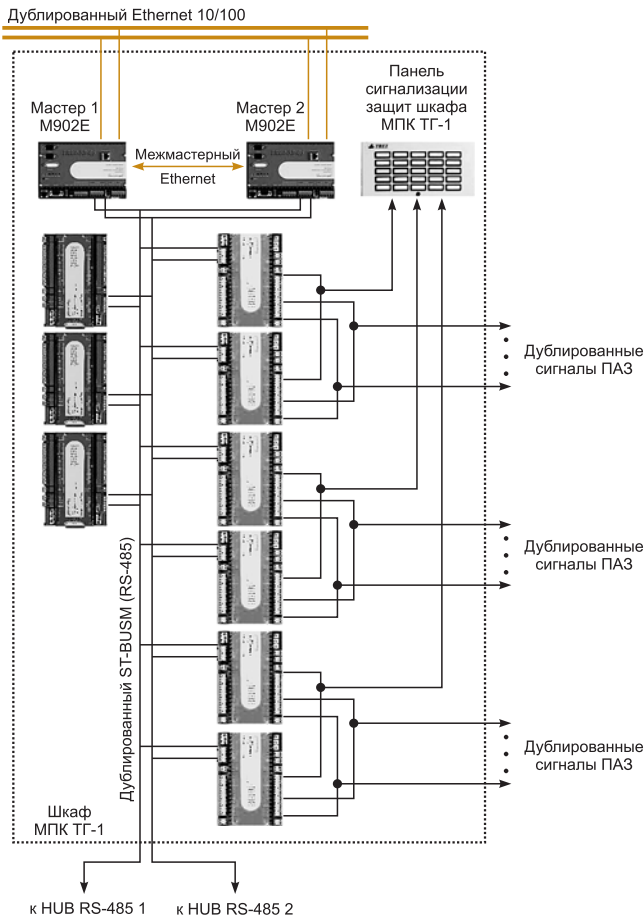 Дублированный Ethernet 10/100
Мастер 1
М902Е
Мастер 2
М902Е
Панель
сигнализации
защит шкафа
МПК ТГ-1
Межмастерный
Ethernet
Дублированные
сигналы ПАЗ
Дублированные
сигналы ПАЗ
Дублированные
сигналы ПАЗ
Дублированный ST-BUSM (RS-485)
Шкаф
МПК ТГ-1
к HUB RS-485 1
к HUB RS-485 2